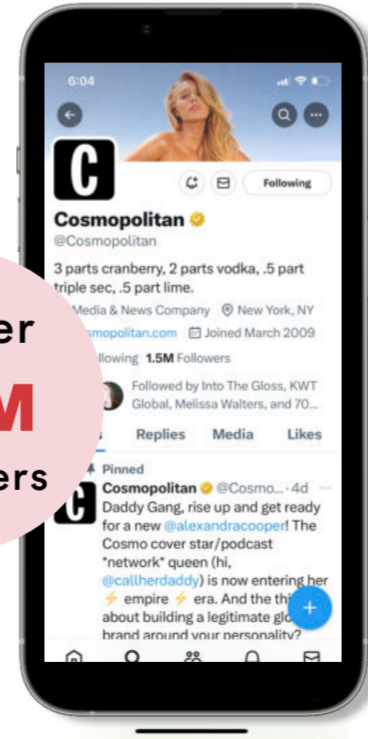 6:04
C
Following
Cosmopolitan
@Cosmopolitan
3 parts cranberry, 2 parts vodka, .5 part
triple sec, .5 part lime.
Media & News Company New York, NY
mopolitan.com Joined March 2009
lowing 1.5M Followers
Followed by Into The Gloss, KWT
Global, Melissa Walters, and 70...
Replies Media Likes
Pinned
C
Cosmopolitan @Cosmo... · 4d
Daddy Gang, rise up and get ready
for a new @alexandracooper! The
Cosmo cover star/podcast
*network* queen (hi,
@callherdaddy) is now entering her
⚡ empire ⚡ era. And the
about building a legitimate
brand around your personality?
er
M
ers